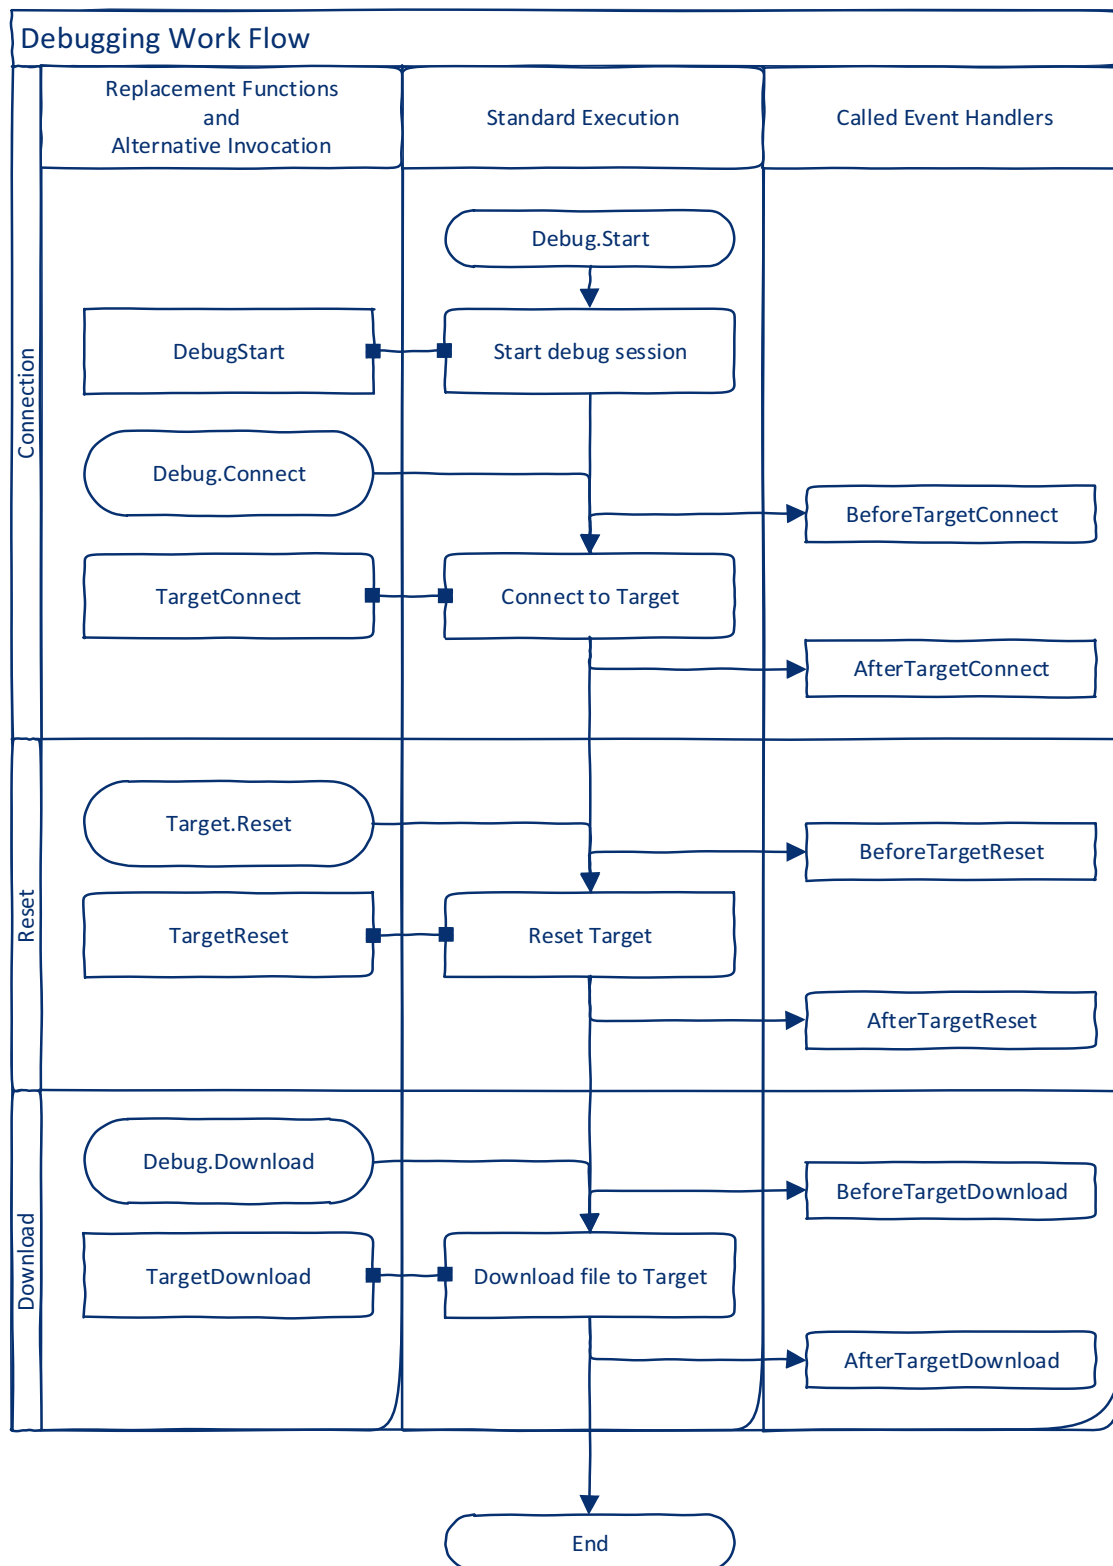 Debugging Work Flow
Replacement Functions
and
Alternative Invocation
Standard Execution
Called Event Handlers
Connection
Debug.Start
DebugStart
Start debug session
Debug.Connect
BeforeTargetConnect
TargetConnect
Connect to Target
AfterTargetConnect
Reset
Target.Reset
BeforeTargetReset
TargetReset
Reset Target
AfterTargetReset
Download
Debug.Download
BeforeTargetDownload
TargetDownload
Download file to Target
AfterTargetDownload
End